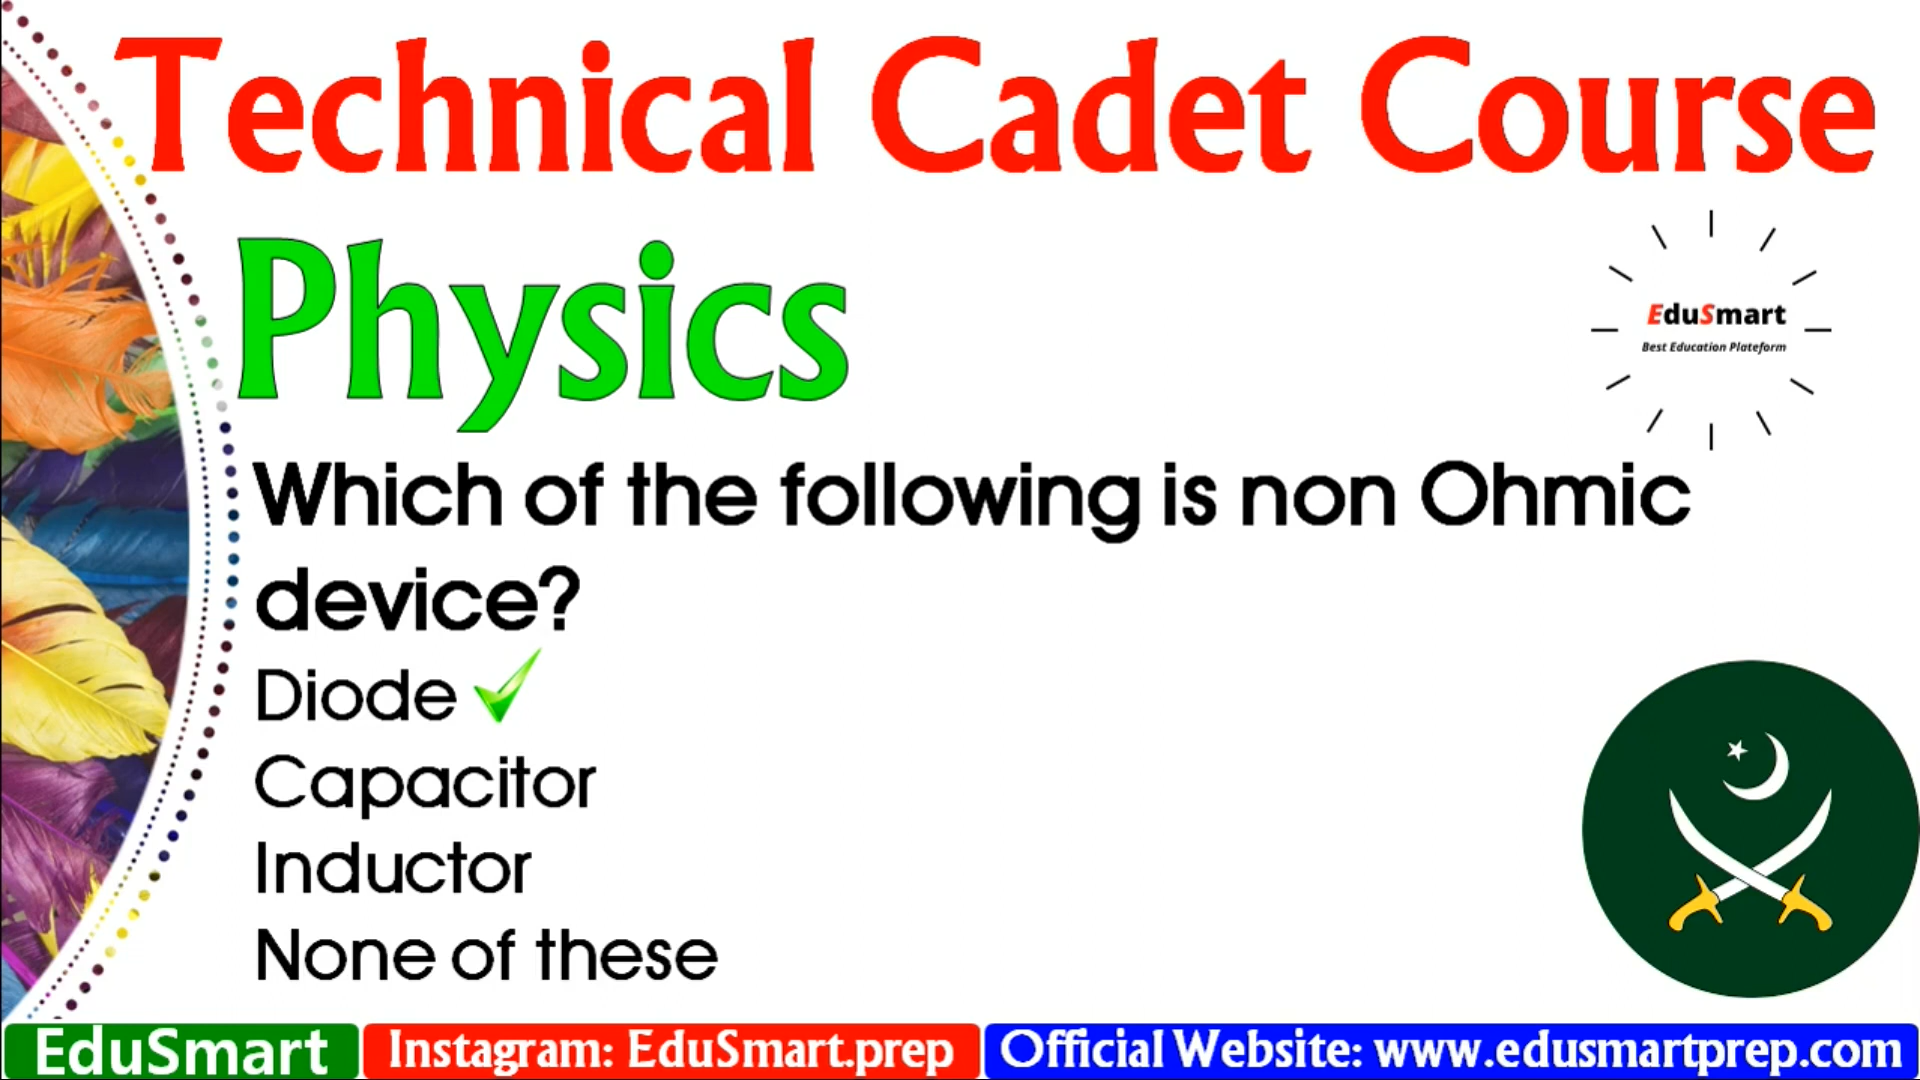 Technical Cadet Course
Physics
EduSmart
Best Education Plateform
Which of the following is non Ohmic
device?
Diode
Capacitor
Inductor
None of these
EduSmart
Instagram: EduSmart.prep
Official Website: www.edusmartprep.com